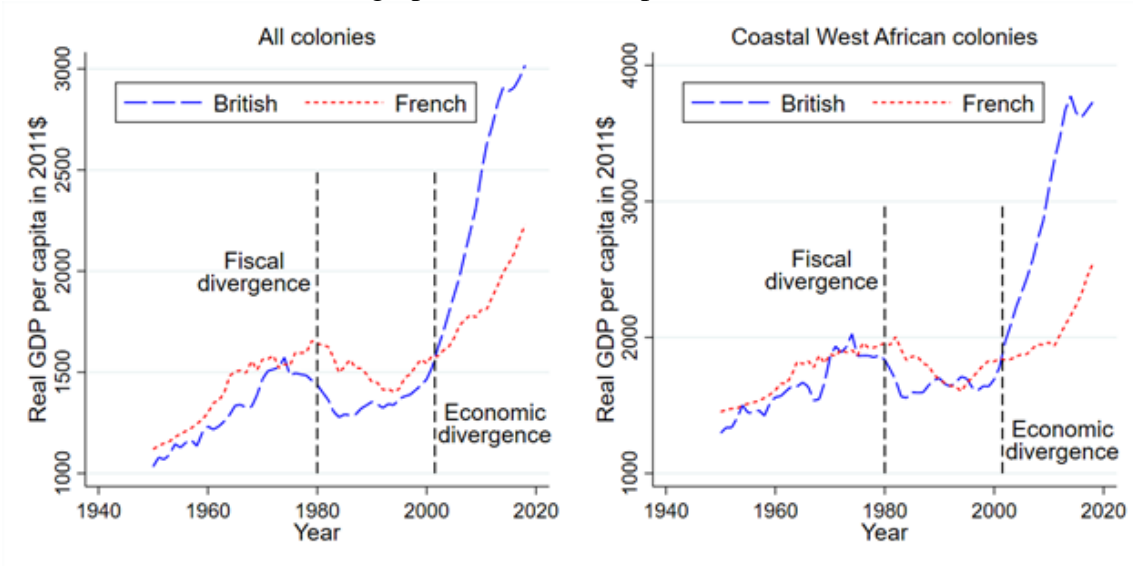 All colonies
British
French
Real GDP per capita in 2011$
3000
2500
2000
1500
1000
Fiscal
divergence
Economic
divergence
1940
1960
1980
2000
2020
Year
Coastal West African colonies
British
French
Real GDP per capita in 2011$
4000
3000
2000
1000
Fiscal
divergence
Economic
divergence
1940
1960
1980
2000
2020
Year